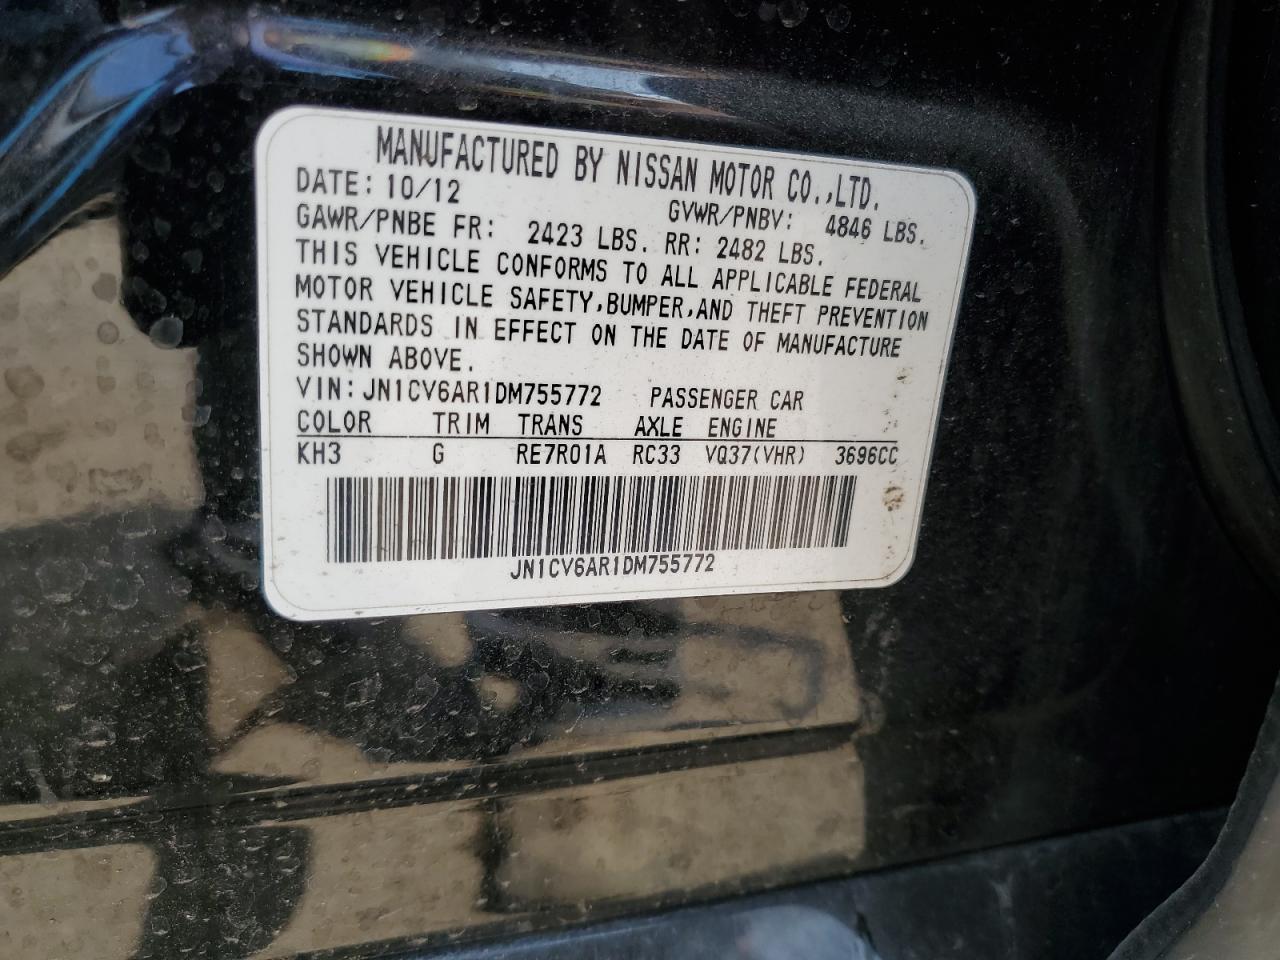 MANUFACTURED BY NISSAN MOTOR CO.,LTD.
DATE: 10/12 GVWR/PNBV: 4846 LBS.
GAWR/PNBE FR: 2423 LBS. RR: 2482 LBS.
THIS VEHICLE CONFORMS TO ALL APPLICABLE FEDERAL
MOTOR VEHICLE SAFETY,BUMPER,AND THEFT PREVENTION
STANDARDS IN EFFECT ON THE DATE OF MANUFACTURE
SHOWN ABOVE.
VIN: JN1CV6AR1DM755772 PASSENGER CAR
COLOR TRIM TRANS AXLE ENGINE
KH3 G RE7R01A RC33 VQ37(VHR) 3696CC
JN1CV6AR1DM755772